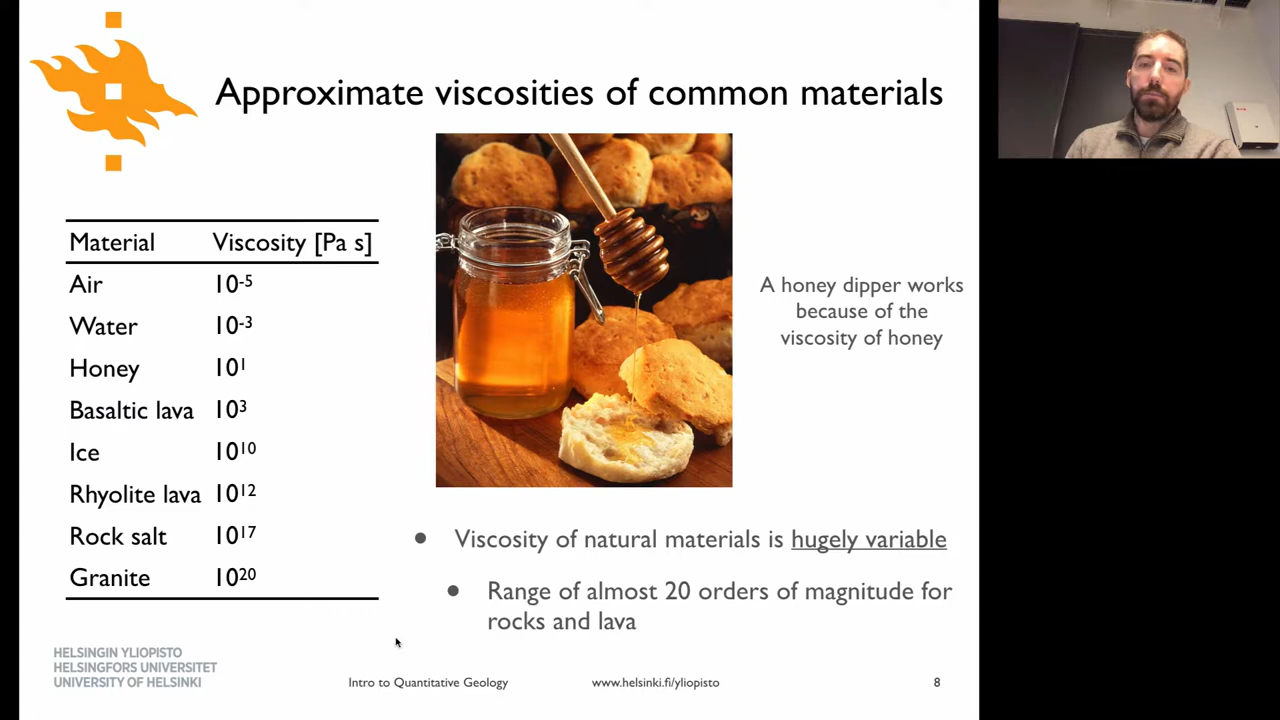 Approximate viscosities of common materials
Material Viscosity [Pa s]
Air 10⁻⁵
Water 10⁻³
Honey 10¹
Basaltic lava 10³
Ice 10¹⁰
Rhyolite lava 10¹²
Rock salt 10¹⁷
Granite 10²⁰
A honey dipper works
because of the
viscosity of honey
• Viscosity of natural materials is hugely variable
• Range of almost 20 orders of magnitude for
rocks and lava
HELSINGIN YLIOPISTO
HELSINGFORS UNIVERSITET
UNIVERSITY OF HELSINKI
Intro to Quantitative Geology
www.helsinki.fi/yliopisto
8